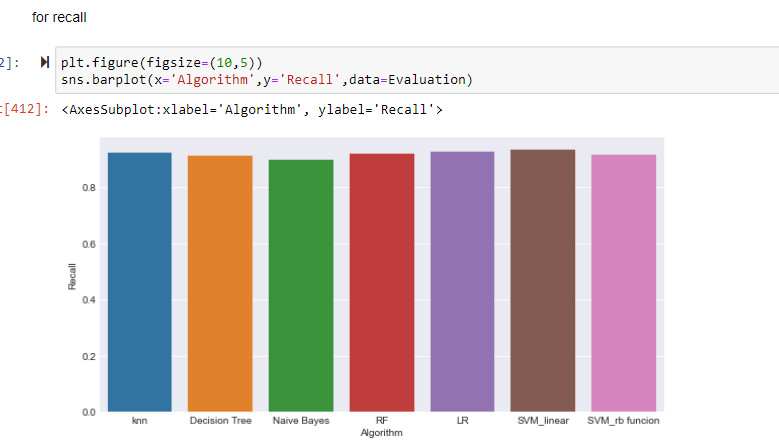 for recall
2]:
plt.figure(figsize=(10,5))
sns.barplot(x='Algorithm',y='Recall',data=Evaluation)
t[412]: <AxesSubplot:xlabel='Algorithm', ylabel='Recall'>
0.8
0.6
0.4
0.2
0.0
Recall
knn Decision Tree Naive Bayes RF LR SVM_linear SVM_rb funcion
Algorithm